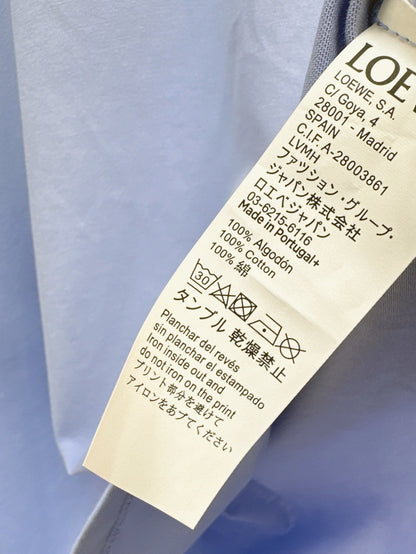 LOEWE
LOEWE, S.A.
C/ Goya, 4
28001 - Madrid
SPAIN
C.I.F A-28003861
LVMH
ファッション・グループ・
ジャパン株式会社
ロエベジャパン
03-6215-6116
Made in Portugal+
100% Algodón
100% Cotton
100% 綿
30
タンブル 乾燥禁止
Planchar del revés
sin planchar el estampado
Iron inside out and
do not iron on the print
プリント部分を避けて
アイロンをあててください